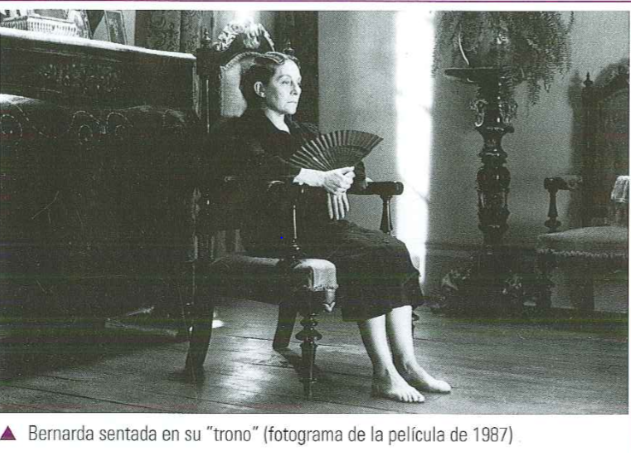 ▲ Bernarda sentada en su "trono" (fotograma de la película de 1987)